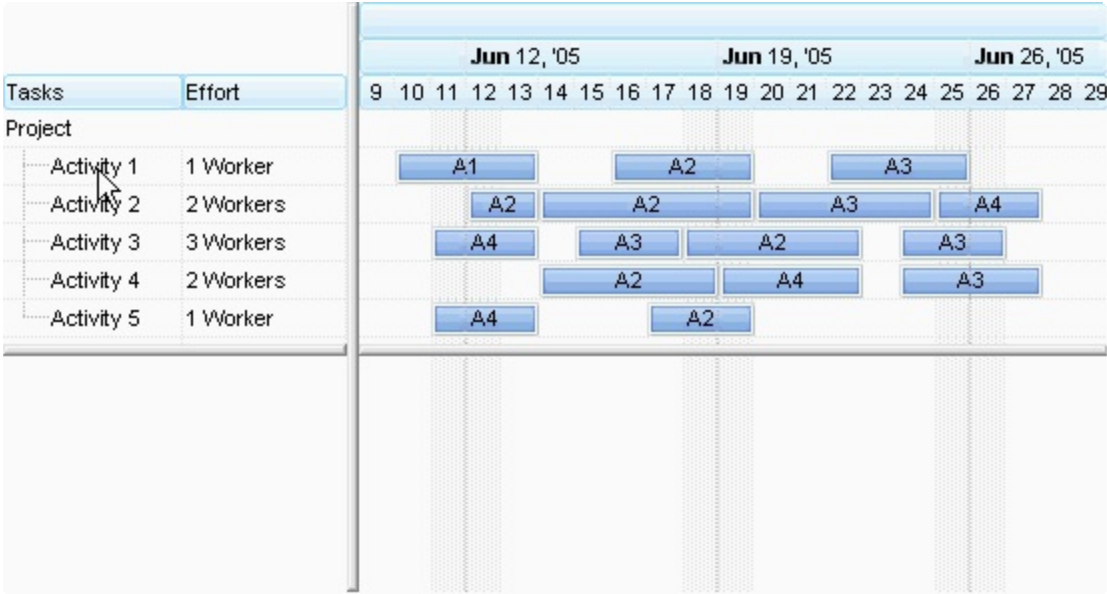 Jun 12, '05 Jun 19, '05 Jun 26, '05
Tasks Effort 9 10 11 12 13 14 15 16 17 18 19 20 21 22 23 24 25 26 27 28 29
Project
Activity 1 1 Worker A1 A2 A3
Activity 2 2 Workers A2 A2 A3 A4
Activity 3 3 Workers A4 A3 A2 A3
Activity 4 2 Workers A2 A4 A3
Activity 5 1 Worker A4 A2